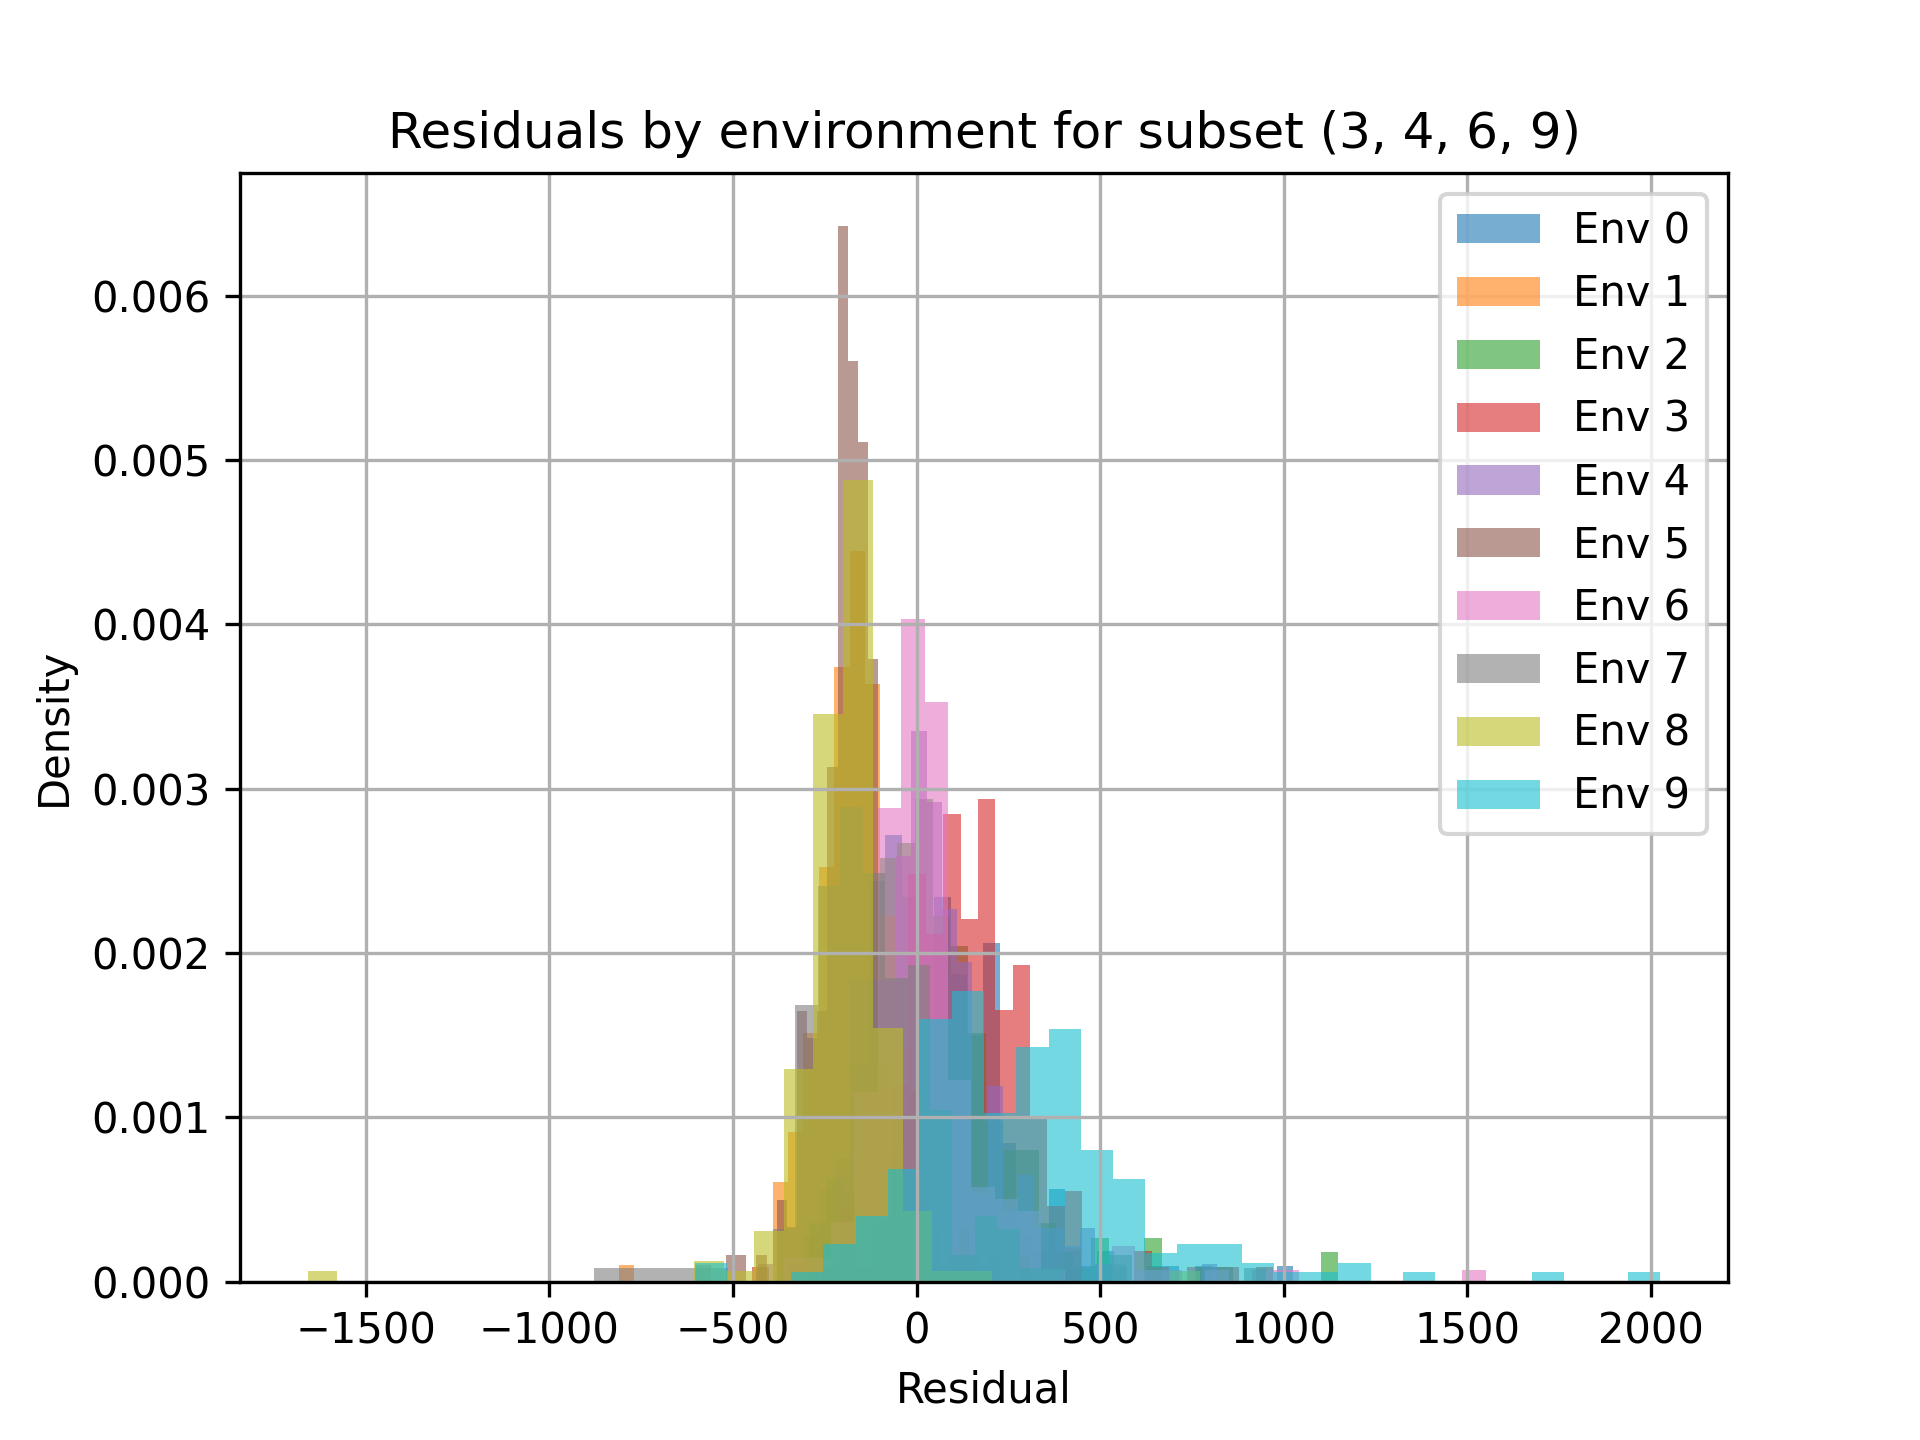 Residuals by environment for subset (3, 4, 6, 9)
Env 0
Env 1
Env 2
Env 3
Env 4
Env 5
Env 6
Env 7
Env 8
Env 9
Density
0.006
0.005
0.004
0.003
0.002
0.001
0.000
−1500 −1000 −500 0 500 1000 1500 2000
Residual